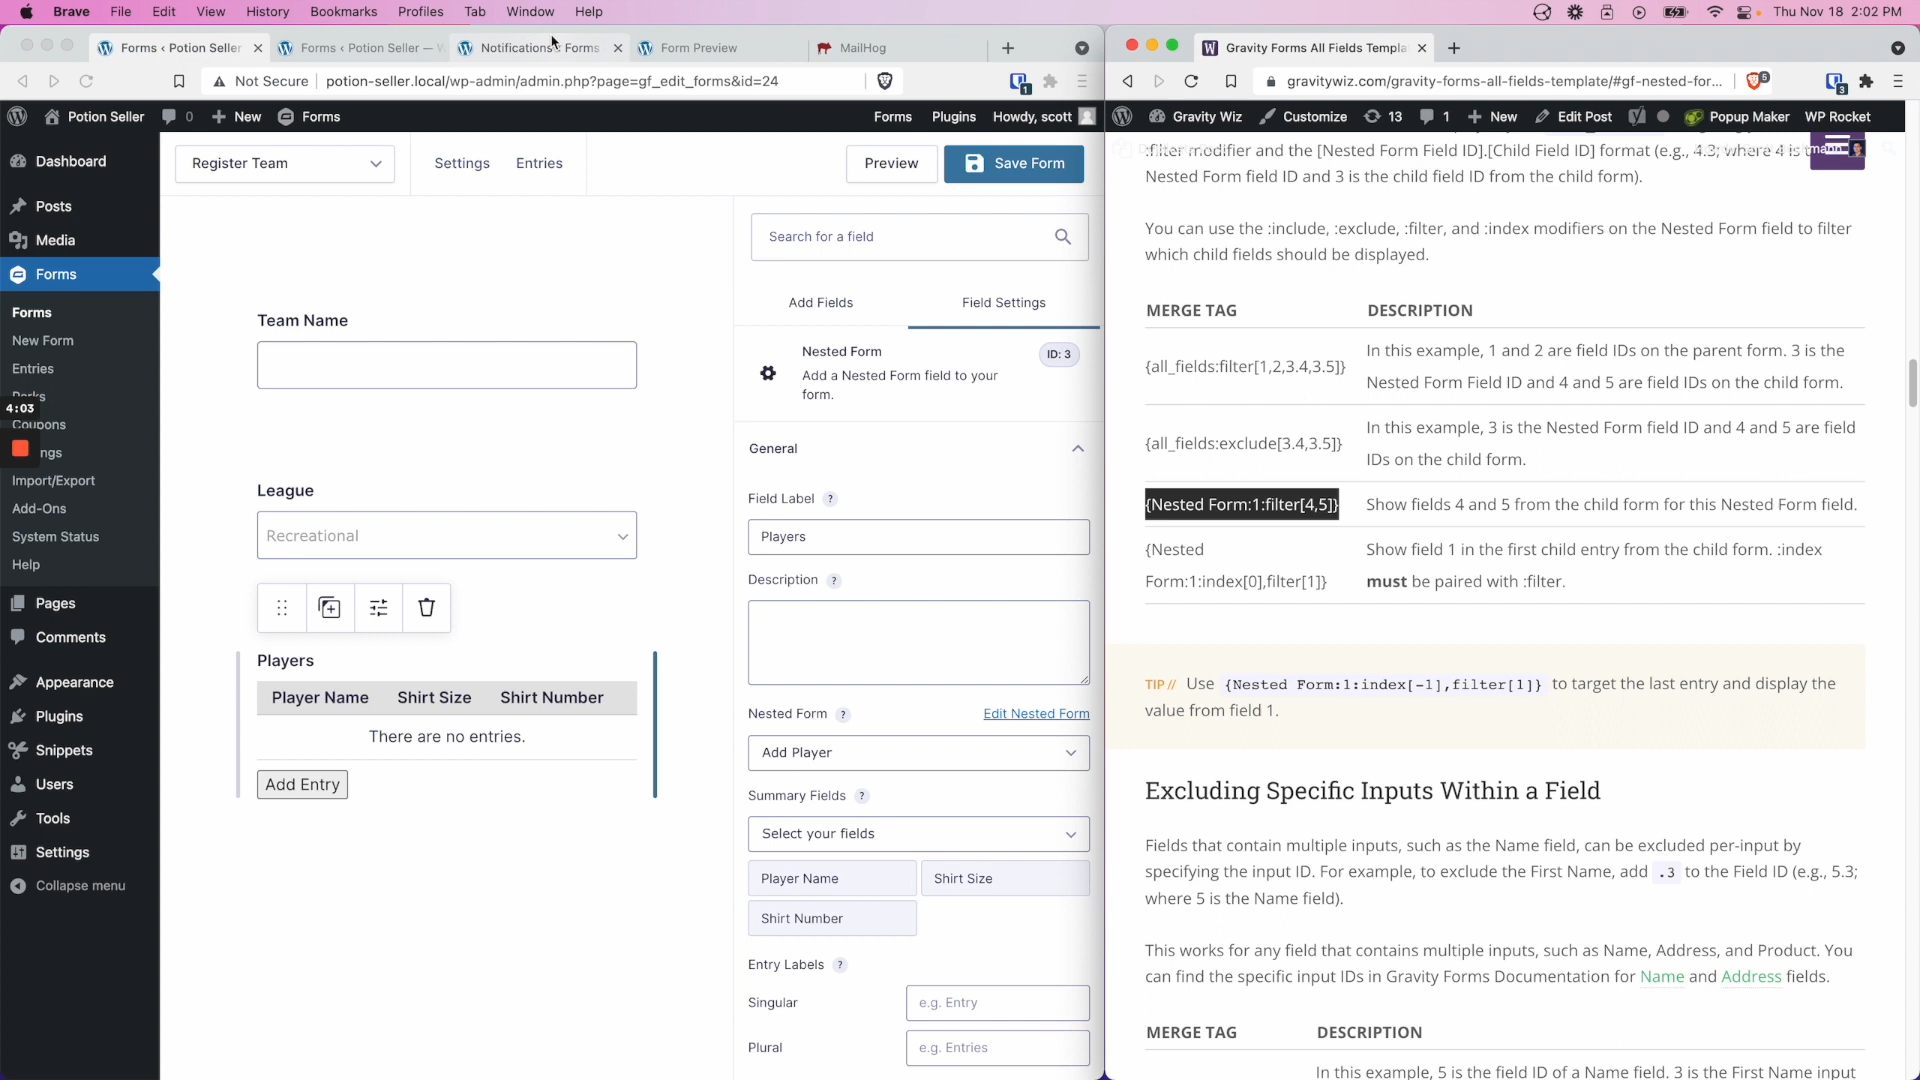 Brave File Edit View History Bookmarks Profiles Tab Window Help Thu Nov 18 2:02 PM
Forms ‹ Potion Seller
Forms ‹ Potion Seller — W
Notifications ‹ Forms
Form Preview
MailHog
Not Secure potion-seller.local/wp-admin/admin.php?page=gf_edit_forms&id=24
1
Potion Seller 0 New Forms
Forms Plugins Howdy, scott
Dashboard
Posts
Media
Forms
Forms
New Form
Entries
4:03
Coupons
ngs
Import/Export
Add-Ons
System Status
Help
Pages
Comments
Appearance
Plugins
Snippets
Users
Tools
Settings
Collapse menu
Register Team
Settings Entries
Preview Save Form
Team Name
League
Recreational
Players
Player Name Shirt Size Shirt Number
There are no entries.
Add Entry
Search for a field
Add Fields Field Settings
Nested Form ID: 3
Add a Nested Form field to your
form.
General
Field Label ?
Players
Description ?
Nested Form ? Edit Nested Form
Add Player
Summary Fields ?
Select your fields
Player Name Shirt Size
Shirt Number
Entry Labels ?
Singular e.g. Entry
Plural e.g. Entries
Gravity Forms All Fields Templa
gravitywiz.com/gravity-forms-all-fields-template/#gf-nested-for...
5
3
Gravity Wiz Customize 13 1 New Edit Post Popup Maker WP Rocket
:filter modifier and the [Nested Form Field ID].[Child Field ID] format (e.g., 4.3; where 4 is t
Nested Form field ID and 3 is the child field ID from the child form).
You can use the :include, :exclude, :filter, and :index modifiers on the Nested Form field to filter
which child fields should be displayed.
MERGE TAG DESCRIPTION
{all_fields:filter[1,2,3.4,3.5]} In this example, 1 and 2 are field IDs on the parent form. 3 is the
Nested Form Field ID and 4 and 5 are field IDs on the child form.
{all_fields:exclude[3.4,3.5]} In this example, 3 is the Nested Form field ID and 4 and 5 are field
IDs on the child form.
{Nested Form:1:filter[4,5]} Show fields 4 and 5 from the child form for this Nested Form field.
{Nested Show field 1 in the first child entry from the child form. :index
Form:1:index[0],filter[1]} must be paired with :filter.
TIP// Use {Nested Form:1:index[-1],filter[1]} to target the last entry and display the
value from field 1.
Excluding Specific Inputs Within a Field
Fields that contain multiple inputs, such as the Name field, can be excluded per-input by
specifying the input ID. For example, to exclude the First Name, add .3 to the Field ID (e.g., 5.3;
where 5 is the Name field).
This works for any field that contains multiple inputs, such as Name, Address, and Product. You
can find the specific input IDs in Gravity Forms Documentation for Name and Address fields.
MERGE TAG DESCRIPTION
In this example, 5 is the field ID of a Name field. 3 is the First Name input